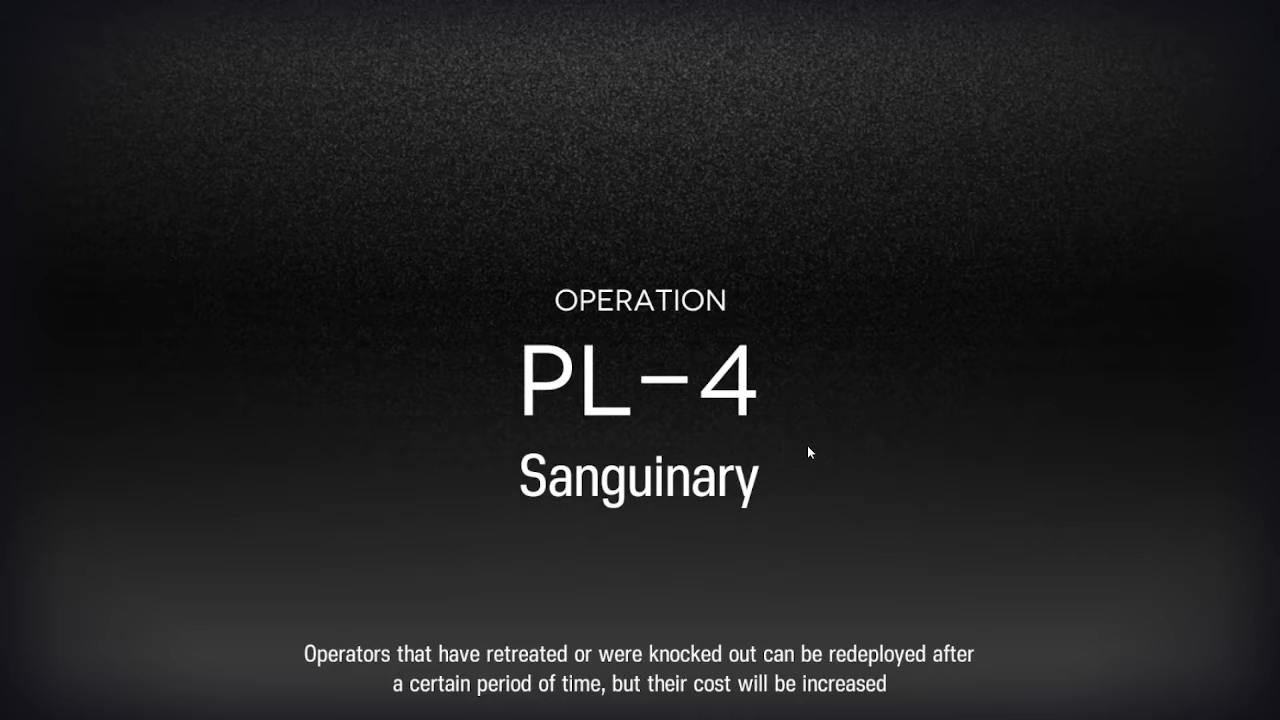 OPERATION
PL-4
Sanguinary
Operators that have retreated or were knocked out can be redeployed after
a certain period of time, but their cost will be increased